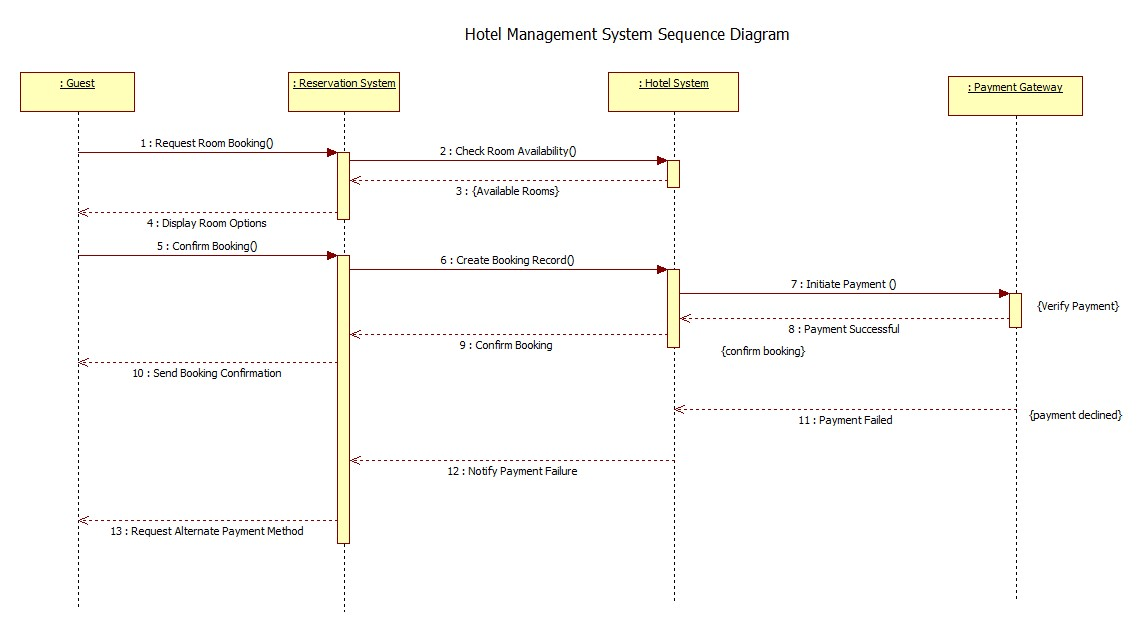 Hotel Management System Sequence Diagram
: Guest
: Reservation System
: Hotel System
: Payment Gateway
1 : Request Room Booking()
2 : Check Room Availability()
3 : {Available Rooms}
4 : Display Room Options
5 : Confirm Booking()
6 : Create Booking Record()
7 : Initiate Payment ()
{Verify Payment}
8 : Payment Successful
9 : Confirm Booking
{confirm booking}
10 : Send Booking Confirmation
11 : Payment Failed
{payment declined}
12 : Notify Payment Failure
13 : Request Alternate Payment Method